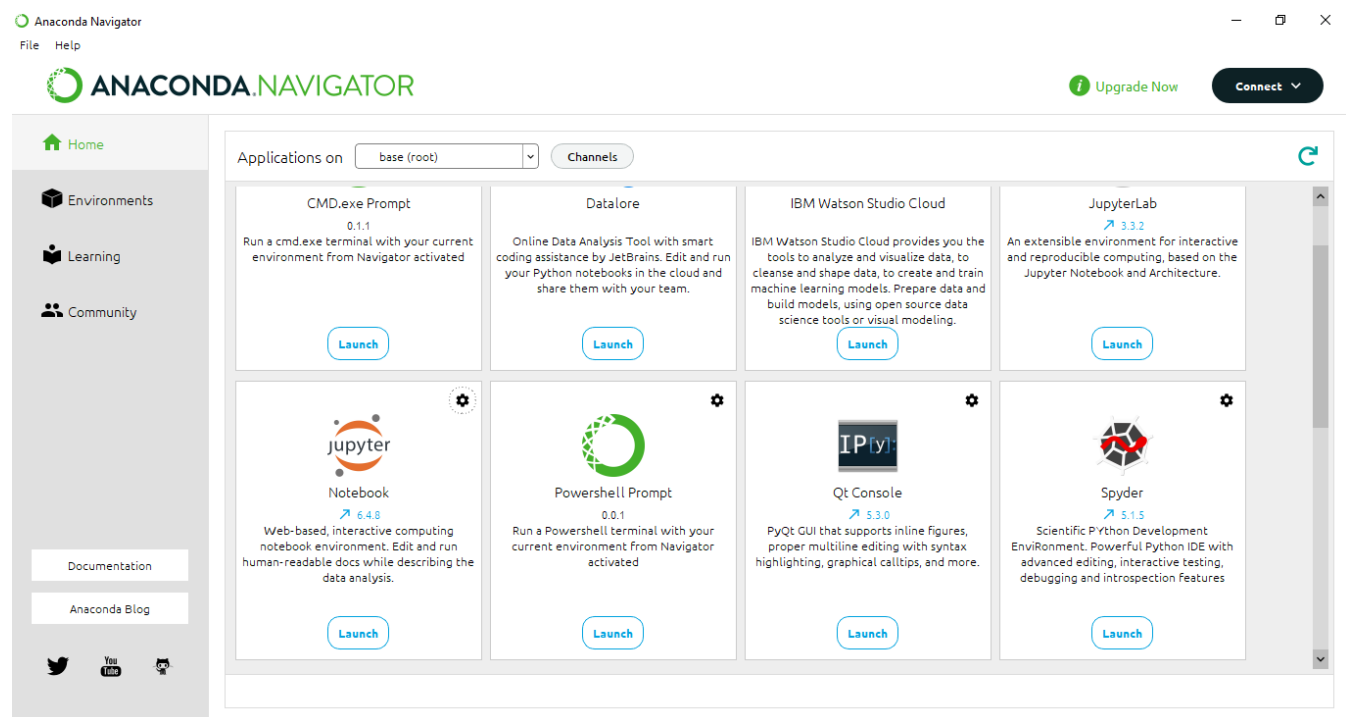 Anaconda Navigator
File Help
ANACONDA.NAVIGATOR
i Upgrade Now
Connect
Home
Environments
Learning
Community
Documentation
Anaconda Blog
You
Tube
Applications on base (root) Channels
CMD.exe Prompt
0.1.1
Run a cmd.exe terminal with your current
environment from Navigator activated
Launch
Datalore
Online Data Analysis Tool with smart
coding assistance by JetBrains. Edit and run
your Python notebooks in the cloud and
share them with your team.
Launch
IBM Watson Studio Cloud
IBM Watson Studio Cloud provides you the
tools to analyze and visualize data, to
cleanse and shape data, to create and train
machine learning models. Prepare data and
build models, using open source data
science tools or visual modeling.
Launch
JupyterLab
3.3.2
An extensible environment for interactive
and reproducible computing, based on the
Jupyter Notebook and Architecture.
Launch
jupyter
Notebook
6.4.8
Web-based, interactive computing
notebook environment. Edit and run
human-readable docs while describing the
data analysis.
Launch
Powershell Prompt
0.0.1
Run a Powershell terminal with your
current environment from Navigator
activated
Launch
IP[y]:
Qt Console
5.3.0
PyQt GUI that supports inline figures,
proper multiline editing with syntax
highlighting, graphical calltips, and more.
Launch
Spyder
5.1.5
Scientific PYthon Development
EnviRonment. Powerful Python IDE with
advanced editing, interactive testing,
debugging and introspection features
Launch